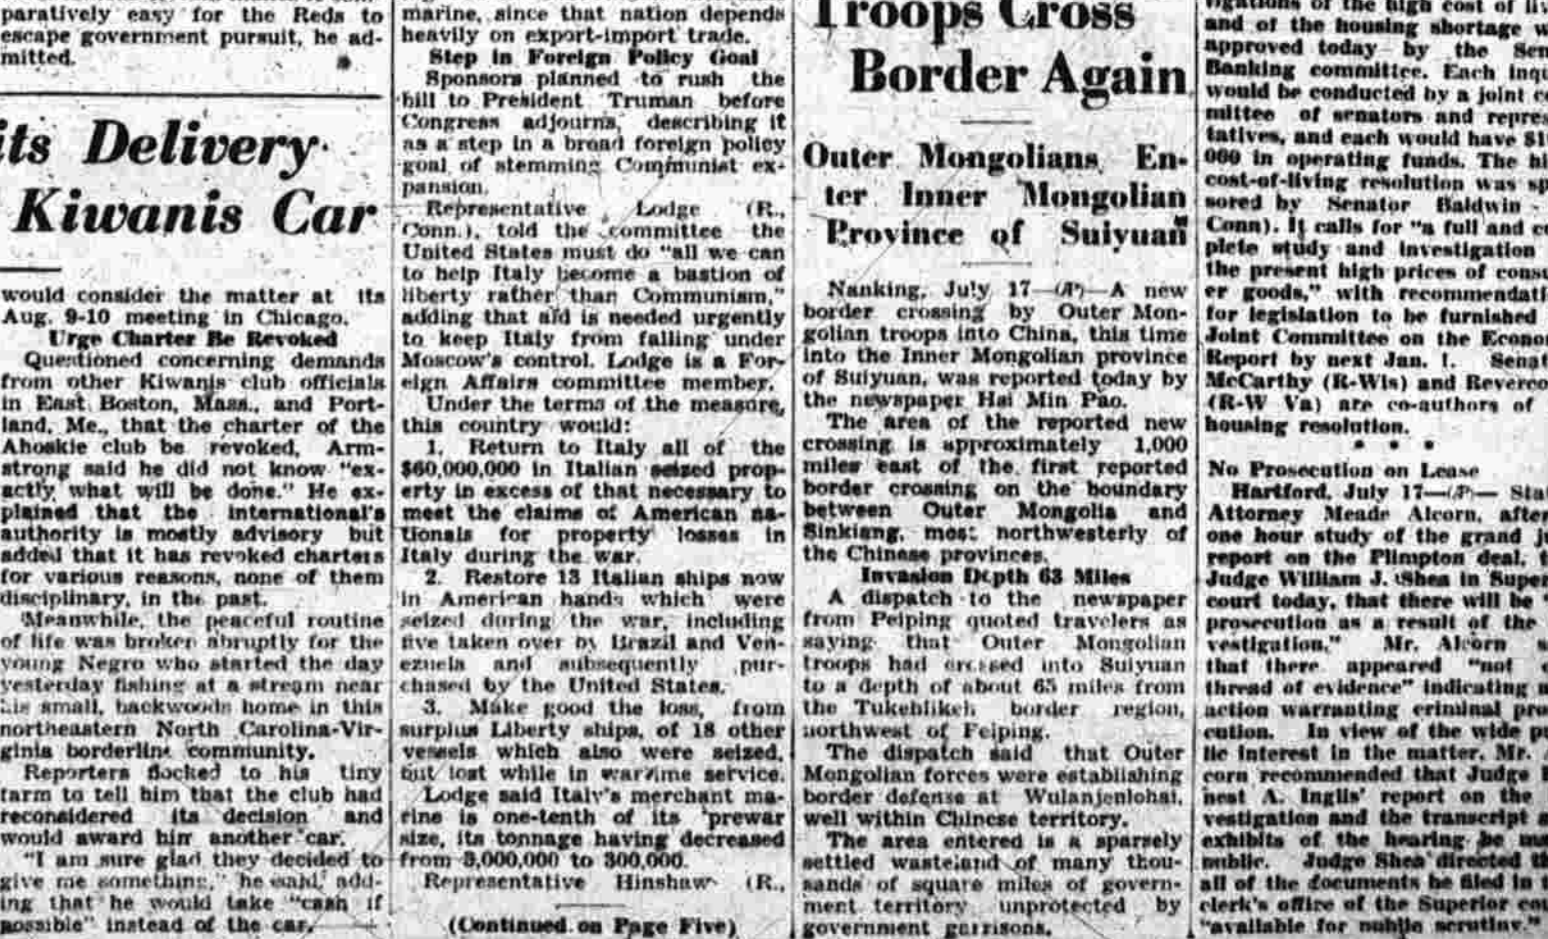 paratively easy for the Reds to
escape government pursuit, he ad-
mitted.
its Delivery
Kiwanis Car
would consider the matter at its
Aug. 9-10 meeting in Chicago.
Urge Charter Be Revoked
Questioned concerning demands
from other Kiwanis club officials
in East Boston, Mass., and Port-
land, Me., that the charter of the
Ahoskie club be revoked, Arm-
strong said he did not know "ex-
actly what will be done." He ex-
plained that the international's
authority is mostly advisory but
added that it has revoked charters
for various reasons, none of them
disciplinary, in the past.
Meanwhile, the peaceful routine
of life was broken abruptly for the
young Negro who started the day
yesterday fishing at a stream near
his small, backwoods home in this
northeastern North Carolina-Vir-
ginia borderline community.
Reporters flocked to his tiny
farm to tell him that the club had
reconsidered its decision and
would award him another car.
"I am sure glad they decided to
give me something," he said, add-
ing that he would take "cash if
possible" instead of the car.
marine, since that nation depends
heavily on export-import trade.
Step in Foreign Policy Goal
Sponsors planned to rush the
bill to President Truman before
Congress adjourns, describing it
as a step in a broad foreign policy
goal of stemming Communist ex-
pansion.
Representative Lodge (R.,
Conn.), told the committee the
United States must do "all we can
to help Italy become a bastion of
liberty rather than Communism,"
adding that aid is needed urgently
to keep Italy from falling under
Moscow's control. Lodge is a For-
eign Affairs committee member.
Under the terms of the measure,
this country would:
1. Return to Italy all of the
$60,000,000 in Italian seized prop-
erty in excess of that necessary to
meet the claims of American na-
tionals for property losses in
Italy during the war.
2. Restore 13 Italian ships now
in American hands which were
seized during the war, including
five taken over by Brazil and Ven-
ezuela and subsequently pur-
chased by the United States.
3. Make good the loss, from
surplus Liberty ships, of 18 other
vessels which also were seized,
but lost while in wartime service.
Lodge said Italy's merchant ma-
rine is one-tenth of its prewar
size, its tonnage having decreased
from 3,000,000 to 300,000.
Representative Hinshaw (R.,
(Continued on Page Five)
Troops Cross
Border Again
Outer Mongolians En-
ter Inner Mongolian
Province of Suiyuan
Nanking, July 17—(AP)—A new
border crossing by Outer Mon-
golian troops into China, this time
into the Inner Mongolian province
of Suiyuan, was reported today by
the newspaper Hai Min Pao.
The area of the reported new
crossing is approximately 1,000
miles east of the first reported
border crossing on the boundary
between Outer Mongolia and
Sinkiang, most northwesterly of
the Chinese provinces.
Invasion Depth 63 Miles
A dispatch to the newspaper
from Peiping quoted travelers as
saying that Outer Mongolian
troops had crossed into Suiyuan
to a depth of about 65 miles from
the Tukehlikeh border region,
northwest of Peiping.
The dispatch said that Outer
Mongolian forces were establishing
border defense at Wulanjenlohai,
well within Chinese territory.
The area entered is a sparsely
settled wasteland of many thou-
sands of square miles of govern-
ment territory unprotected by
government garrisons.
igations of the high cost of liv
and of the housing shortage w
approved today by the Sen
Banking committee. Each inqu
would be conducted by a joint co
mittee of senators and repres
tatives, and each would have $1
000 in operating funds. The hi
cost-of-living resolution was sp
sored by Senator Baldwin -
Conn). It calls for "a full and co
plete study and investigation
the present high prices of consu
er goods," with recommendati
for legislation to be furnished
Joint Committee on the Econo
Report by next Jan. 1. Senat
McCarthy (R-Wis) and Reverco
(R-W Va) are co-authors of
housing resolution.
* * *
No Prosecution on Lease
Hartford, July 17—(AP)— Stat
Attorney Meade Alcorn, after
one hour study of the grand ju
report on the Plimpton deal, t
Judge William J. Shea in Super
court today, that there will be "
prosecution as a result of the
vestigation." Mr. Alcorn s
that there appeared "not
thread of evidence" indicating a
action warranting criminal pro
cution. In view of the wide pu
lic interest in the matter, Mr.
corn recommended that Judge
nest A. Inglis' report on the
vestigation and the transcript a
exhibits of the hearing be ma
public. Judge Shea directed th
all of the documents be filed in t
clerk's office of the Superior cou
"available for public scrutiny."